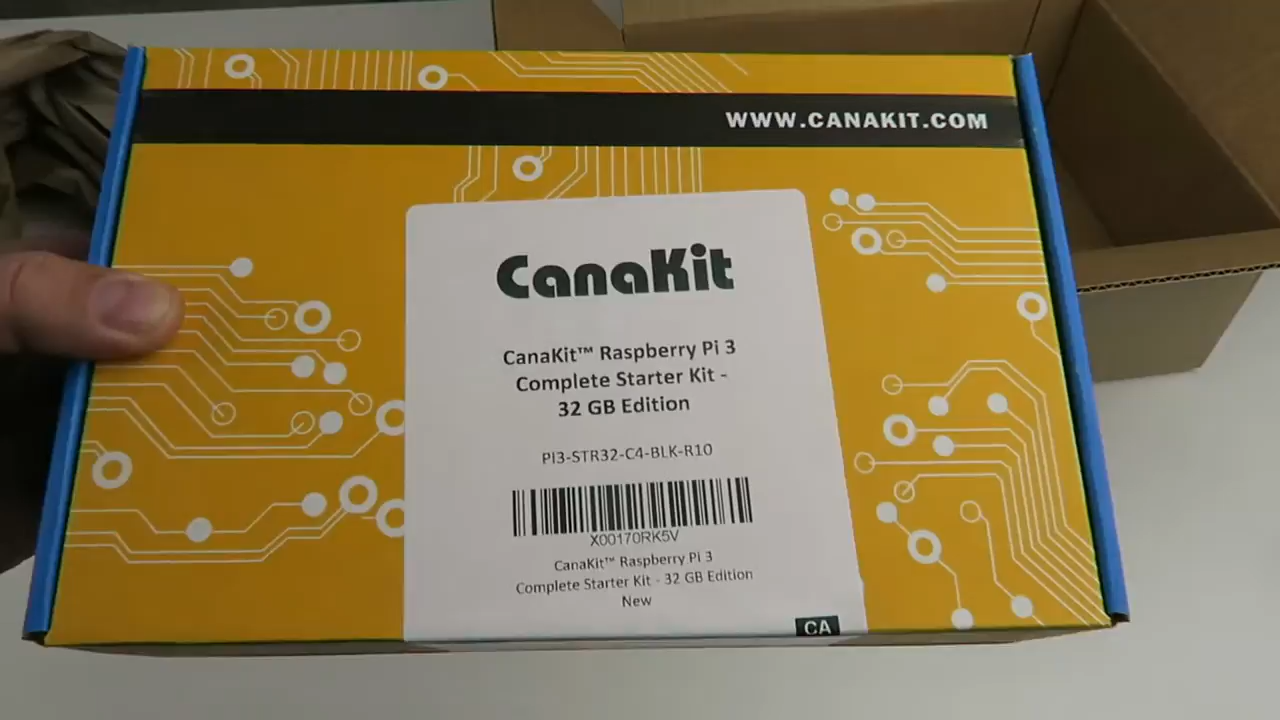 WWW.CANAKIT.COM
CanaKit
CanaKit™ Raspberry Pi 3
Complete Starter Kit -
32 GB Edition
PI3-STR32-C4-BLK-R10
X00170RK5V
CanaKit™ Raspberry Pi 3
Complete Starter Kit - 32 GB Edition
New
CA